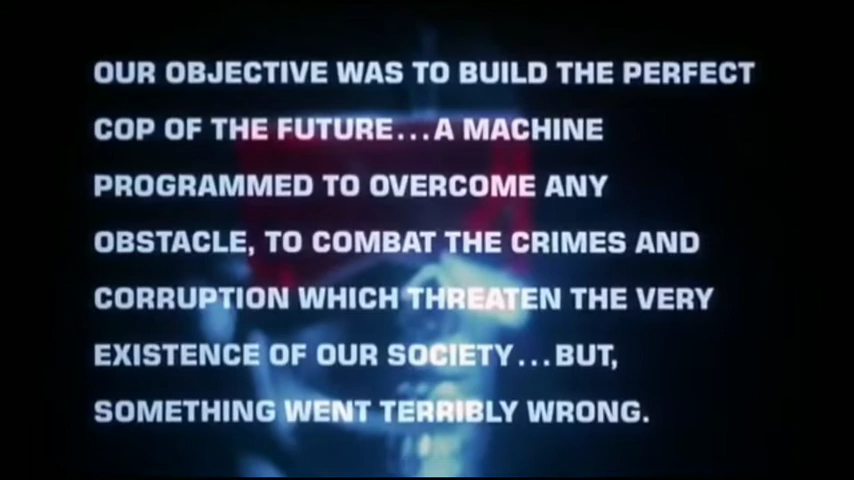 OUR OBJECTIVE WAS TO BUILD THE PERFECT
COP OF THE FUTURE...A MACHINE
PROGRAMMED TO OVERCOME ANY
OBSTACLE, TO COMBAT THE CRIMES AND
CORRUPTION WHICH THREATEN THE VERY
EXISTENCE OF OUR SOCIETY...BUT,
SOMETHING WENT TERRIBLY WRONG.